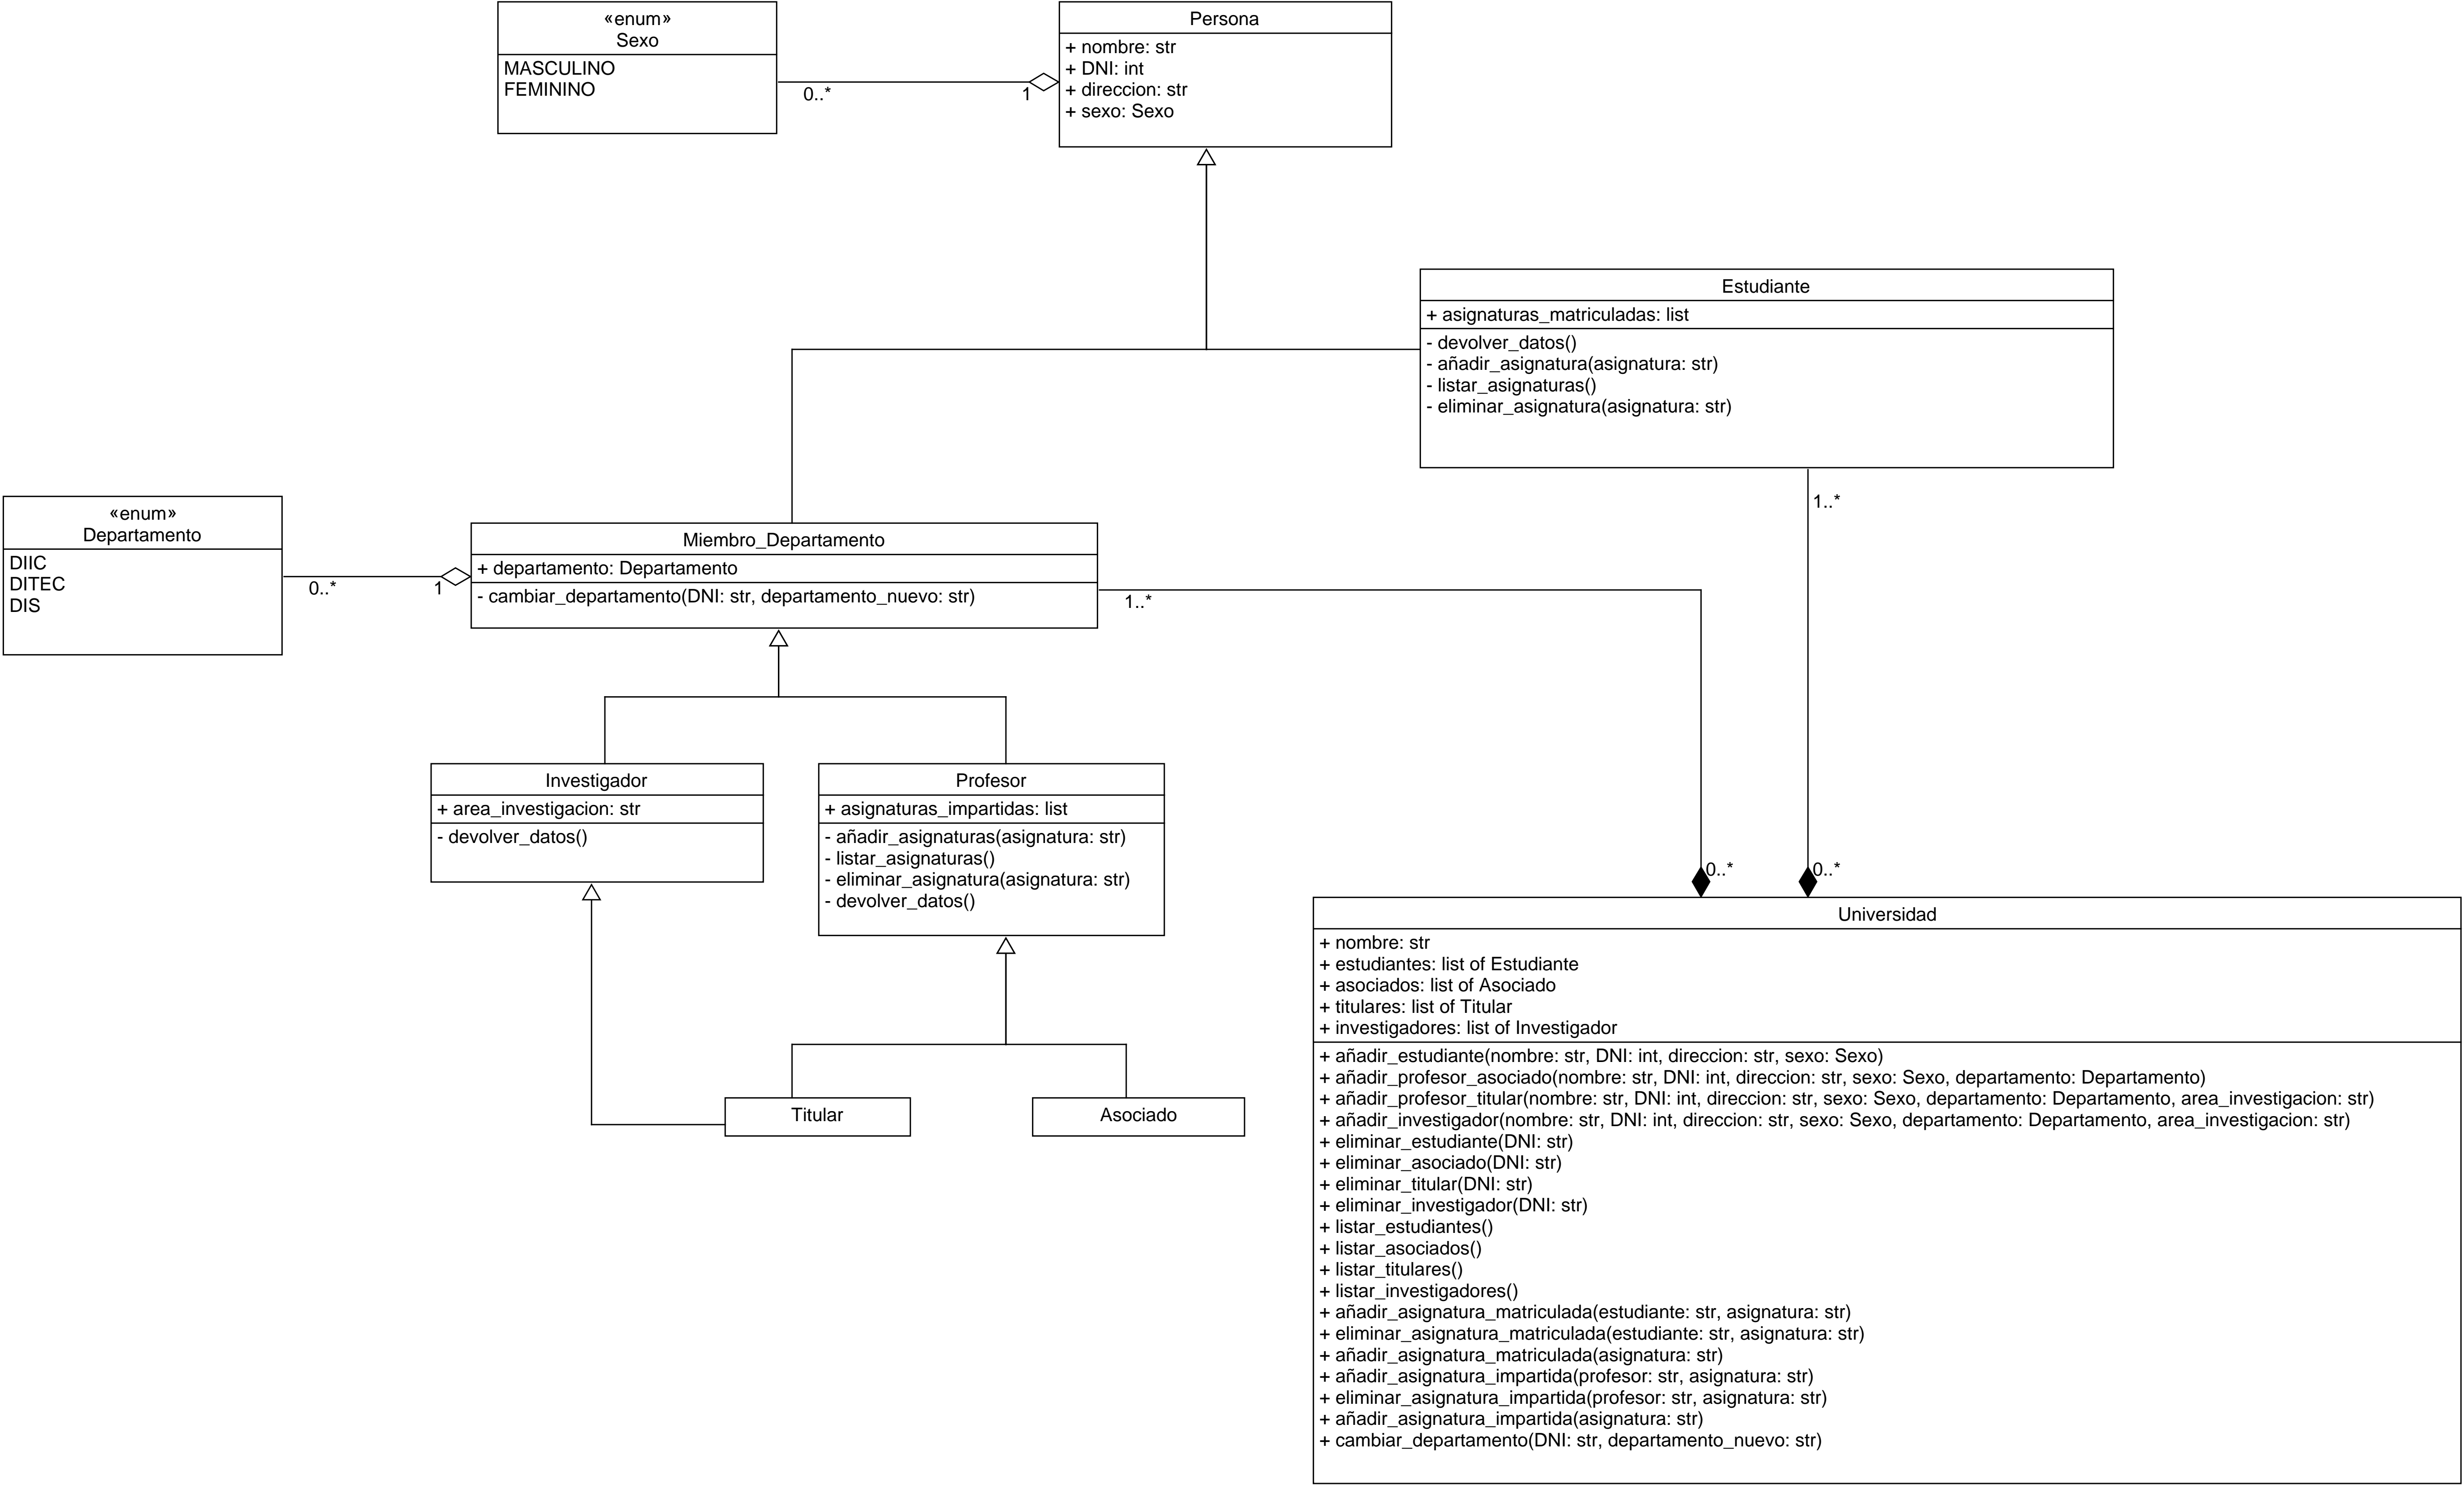 «enum»
Sexo
MASCULINO
FEMININO
0..*
1
Persona
+ nombre: str
+ DNI: int
+ direccion: str
+ sexo: Sexo
Estudiante
+ asignaturas_matriculadas: list
- devolver_datos()
- añadir_asignatura(asignatura: str)
- listar_asignaturas()
- eliminar_asignatura(asignatura: str)
1..*
«enum»
Departamento
DIIC
DITEC
DIS
0..*
1
Miembro_Departamento
+ departamento: Departamento
- cambiar_departamento(DNI: str, departamento_nuevo: str)
1..*
Investigador
+ area_investigacion: str
- devolver_datos()
Profesor
+ asignaturas_impartidas: list
- añadir_asignaturas(asignatura: str)
- listar_asignaturas()
- eliminar_asignatura(asignatura: str)
- devolver_datos()
Titular
Asociado
0..*
0..*
Universidad
+ nombre: str
+ estudiantes: list of Estudiante
+ asociados: list of Asociado
+ titulares: list of Titular
+ investigadores: list of Investigador
+ añadir_estudiante(nombre: str, DNI: int, direccion: str, sexo: Sexo)
+ añadir_profesor_asociado(nombre: str, DNI: int, direccion: str, sexo: Sexo, departamento: Departamento)
+ añadir_profesor_titular(nombre: str, DNI: int, direccion: str, sexo: Sexo, departamento: Departamento, area_investigacion: str)
+ añadir_investigador(nombre: str, DNI: int, direccion: str, sexo: Sexo, departamento: Departamento, area_investigacion: str)
+ eliminar_estudiante(DNI: str)
+ eliminar_asociado(DNI: str)
+ eliminar_titular(DNI: str)
+ eliminar_investigador(DNI: str)
+ listar_estudiantes()
+ listar_asociados()
+ listar_titulares()
+ listar_investigadores()
+ añadir_asignatura_matriculada(estudiante: str, asignatura: str)
+ eliminar_asignatura_matriculada(estudiante: str, asignatura: str)
+ añadir_asignatura_matriculada(asignatura: str)
+ añadir_asignatura_impartida(profesor: str, asignatura: str)
+ eliminar_asignatura_impartida(profesor: str, asignatura: str)
+ añadir_asignatura_impartida(asignatura: str)
+ cambiar_departamento(DNI: str, departamento_nuevo: str)